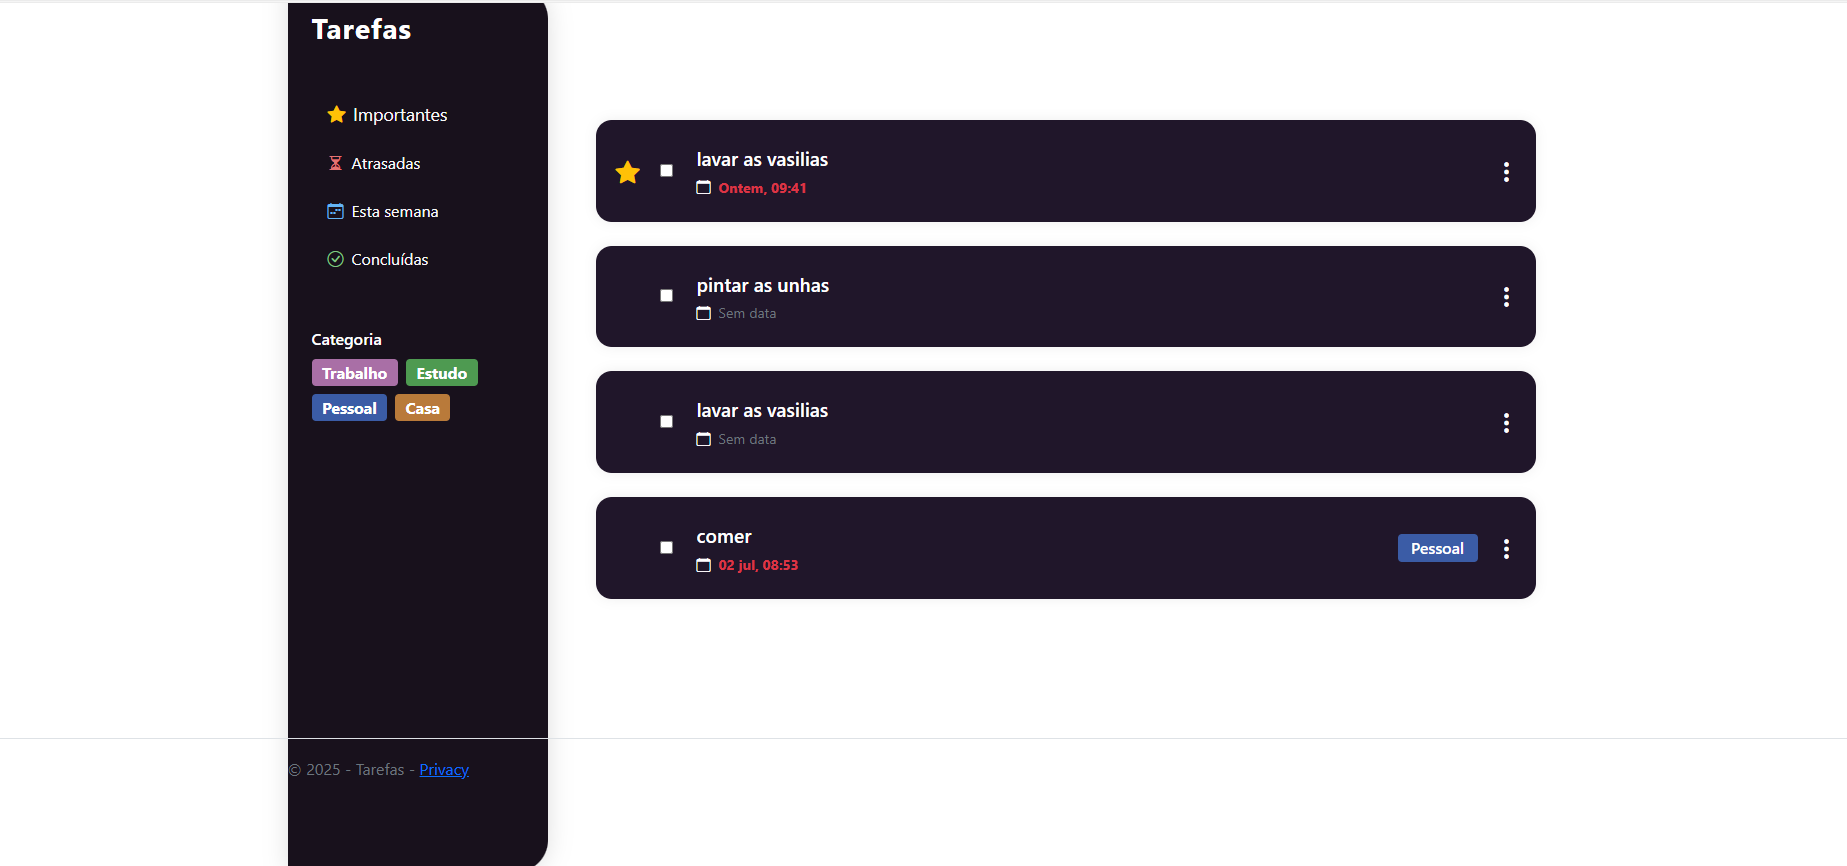 Tarefas
Importantes
Atrasadas
Esta semana
Concluídas
Categoria
Trabalho Estudo
Pessoal Casa
lavar as vasilias
Ontem, 09:41
pintar as unhas
Sem data
lavar as vasilias
Sem data
comer
02 jul, 08:53
Pessoal
© 2025 - Tarefas - Privacy